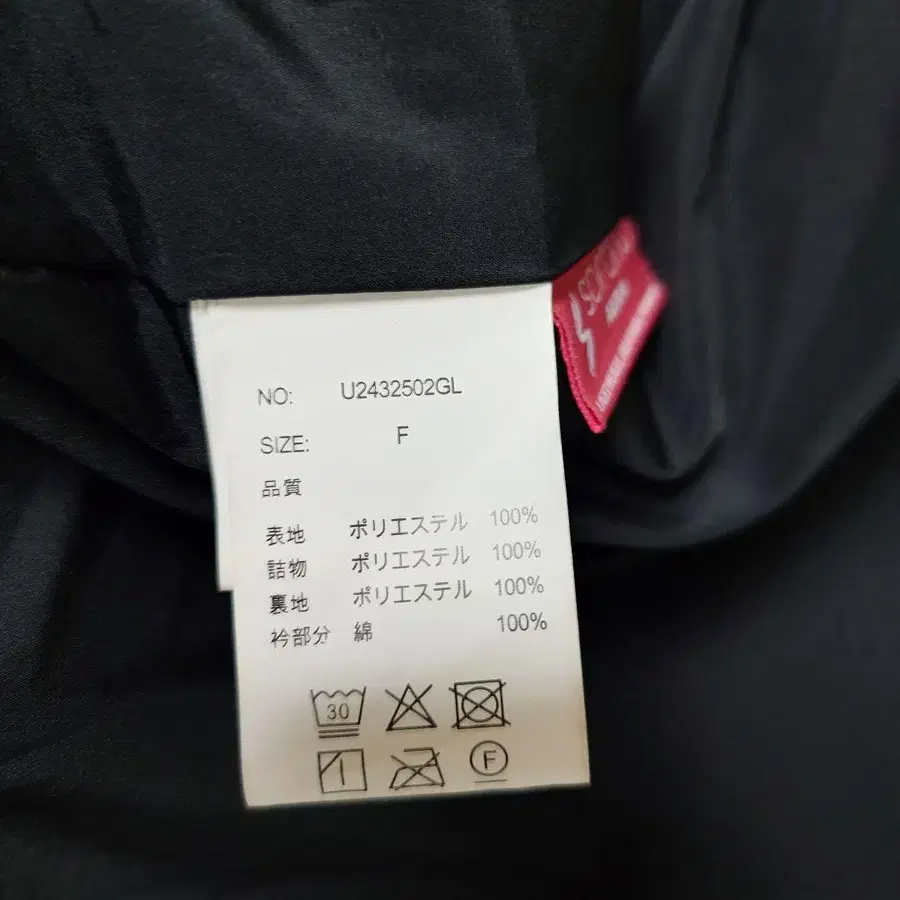 NO: U2432502GL
SIZE: F
品質
表地 ポリエステル 100%
詰物 ポリエステル 100%
裏地 ポリエステル 100%
衿部分 綿 100%
30
F